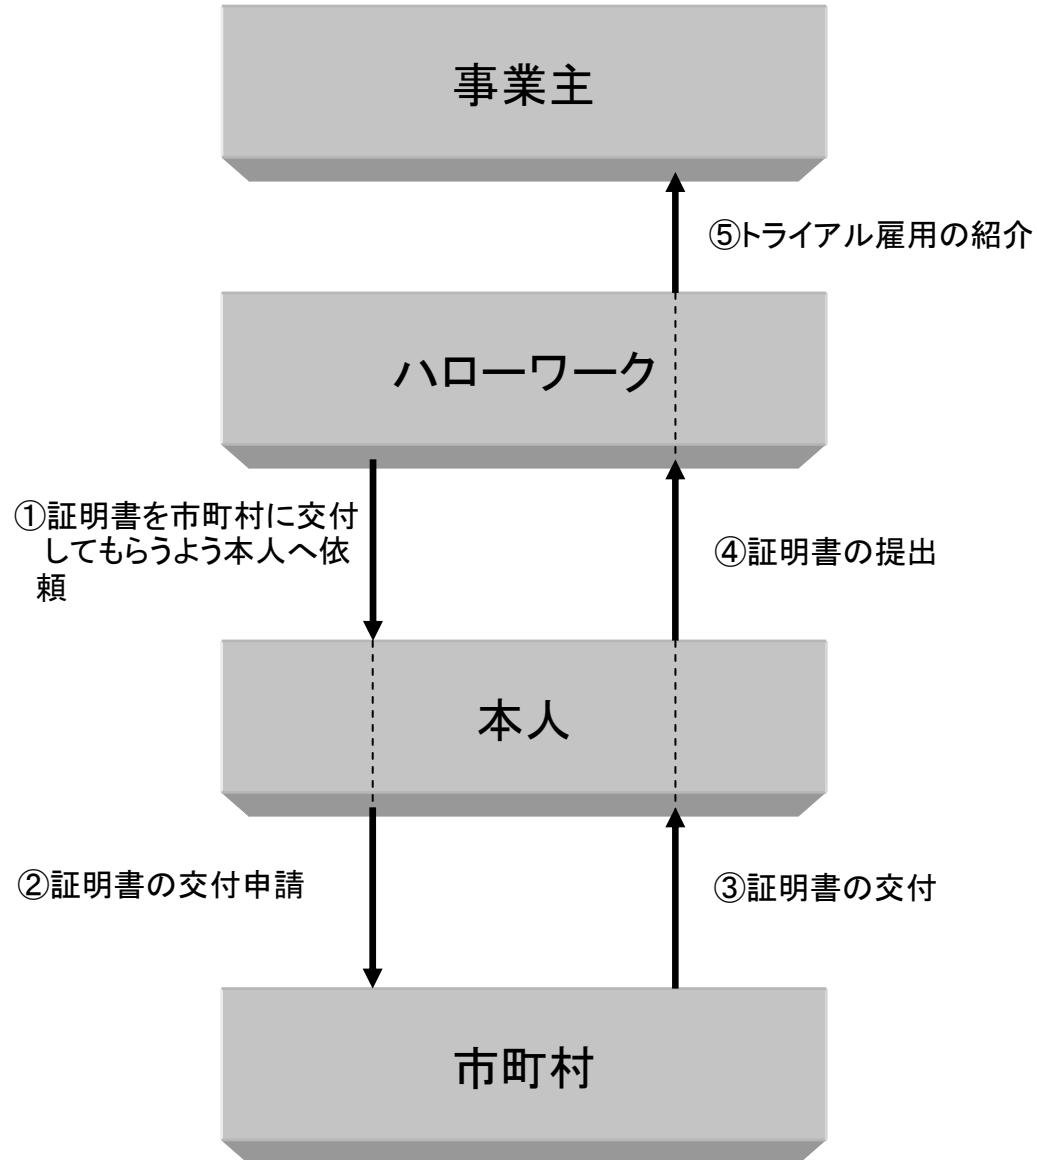 事業主
⑤トライアル雇用の紹介
ハローワーク
①証明書を市町村に交付
してもらうよう本人へ依
頼
④証明書の提出
本人
②証明書の交付申請
③証明書の交付
市町村